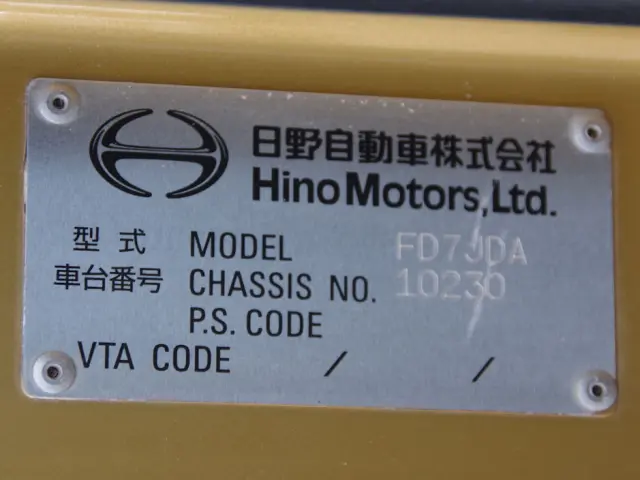 日野自動車株式会社
Hino Motors, Ltd.
型式 MODEL FD7JDA
車台番号 CHASSIS NO. 10230
P.S. CODE
VTA CODE / /